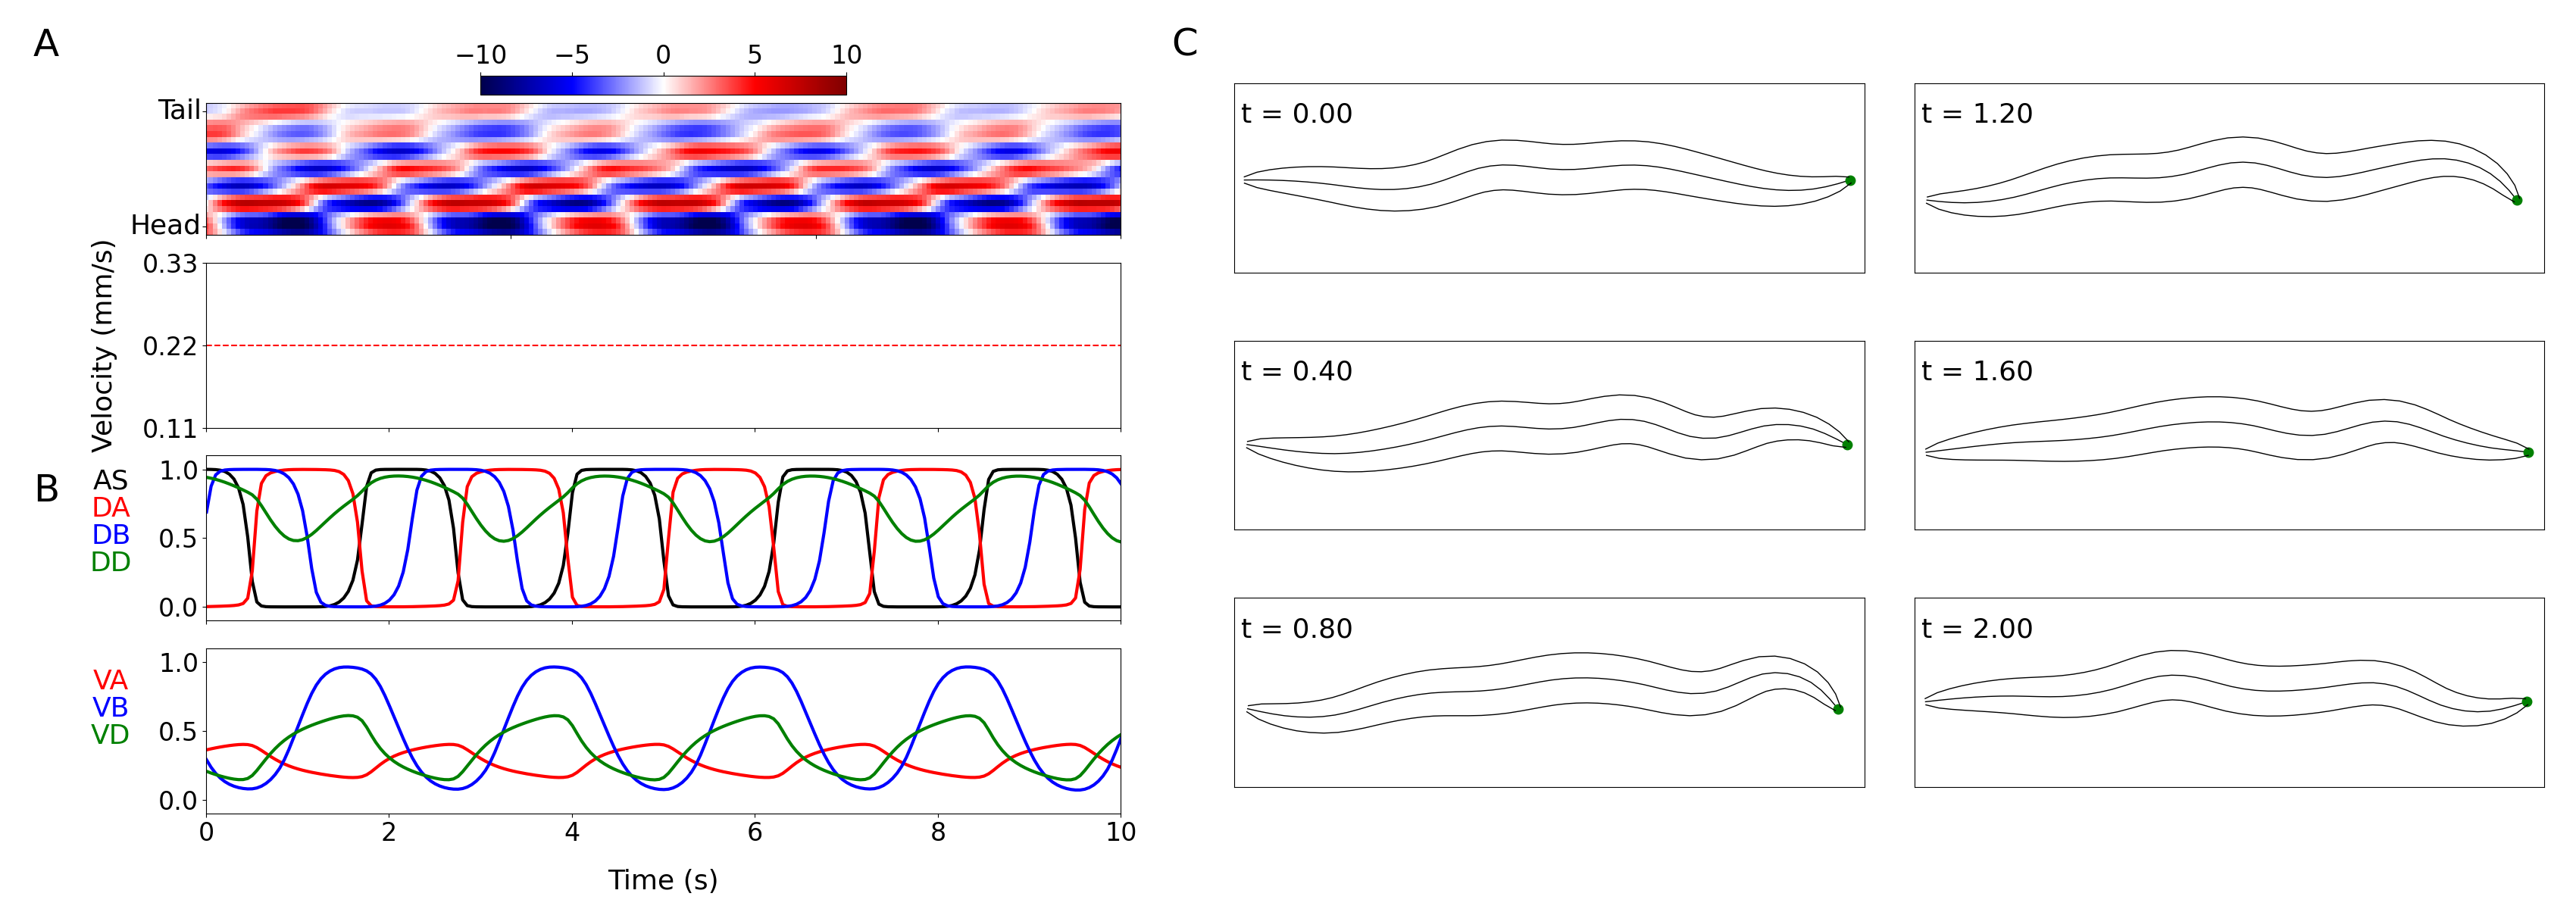 A
−10 −5 0 5 10
Tail
Head
Velocity (mm/s)
0.33
0.22
0.11
B
AS
DA
DB
DD
1.0
0.5
0.0
VA
VB
VD
1.0
0.5
0.0
0 2 4 6 8 10
Time (s)
C
t = 0.00
t = 1.20
t = 0.40
t = 1.60
t = 0.80
t = 2.00